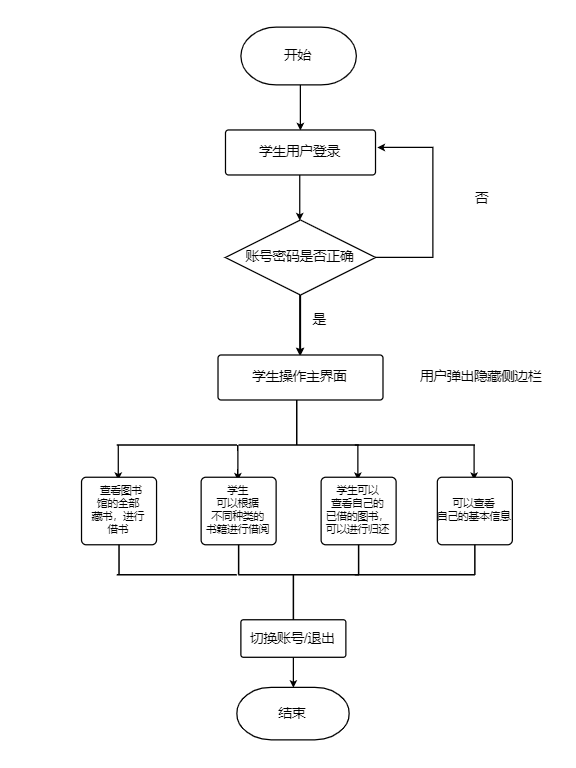 开始
学生用户登录
否
账号密码是否正确
是
学生操作主界面
用户弹出隐藏侧边栏
查看图书
馆的全部
藏书，进行
借书
学生
可以根据
不同种类的
书籍进行借阅
学生可以
查看自己的
已借的图书，
可以进行归还
可以查看
自己的基本信息
切换账号/退出
结束